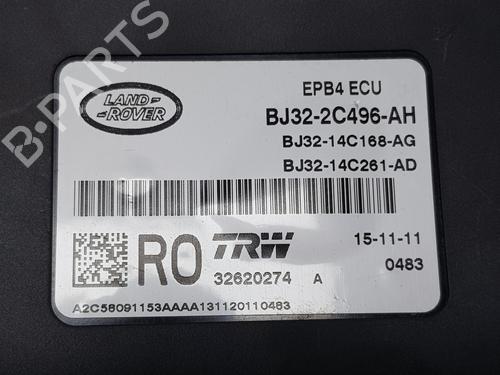 B-PARTS
LAND
ROVER
EPB4 ECU
BJ32-2C496-AH
BJ32-14C168-AG
BJ32-14C261-AD
RO TRW 15-11-11
32620274 A 0483
A2C58091153AAAA131120110483